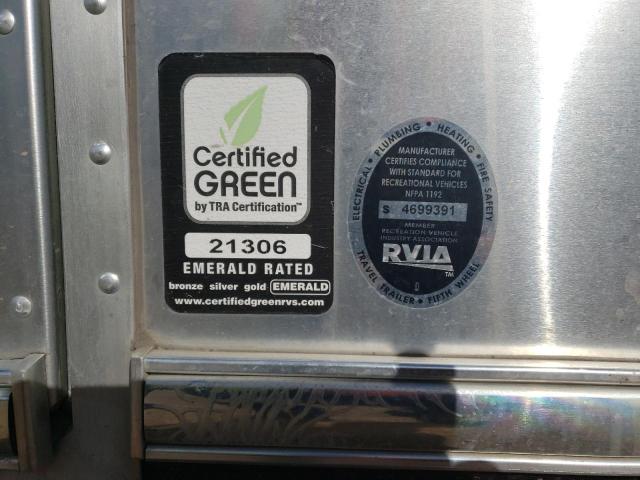 Certified
GREEN
by TRA Certification™
21306
EMERALD RATED
bronze silver gold EMERALD
www.certifiedgreenrvs.com
ELECTRICAL • PLUMBING • HEATING • FIRE SAFETY
MANUFACTURER
CERTIFIES COMPLIANCE
WITH STANDARD FOR
RECREATIONAL VEHICLES
NFPA 1192
S 4699391
MEMBER
RECREATION VEHICLE
INDUSTRY ASSOCIATION
RVIA™
TRAVEL TRAILER • FIFTH WHEEL